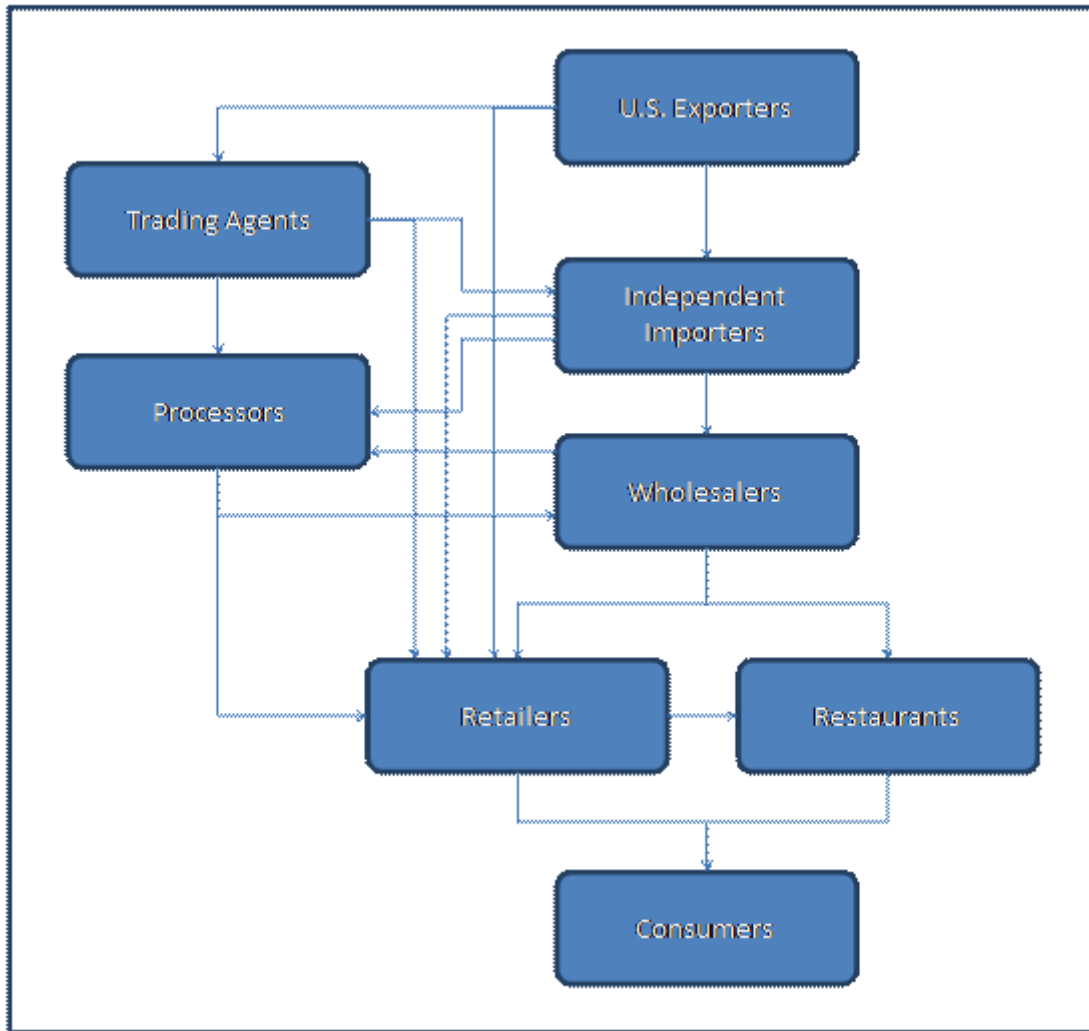 U.S. Exporters
Trading Agents
Independent
Importers
Processors
Wholesalers
Retailers
Restaurants
Consumers